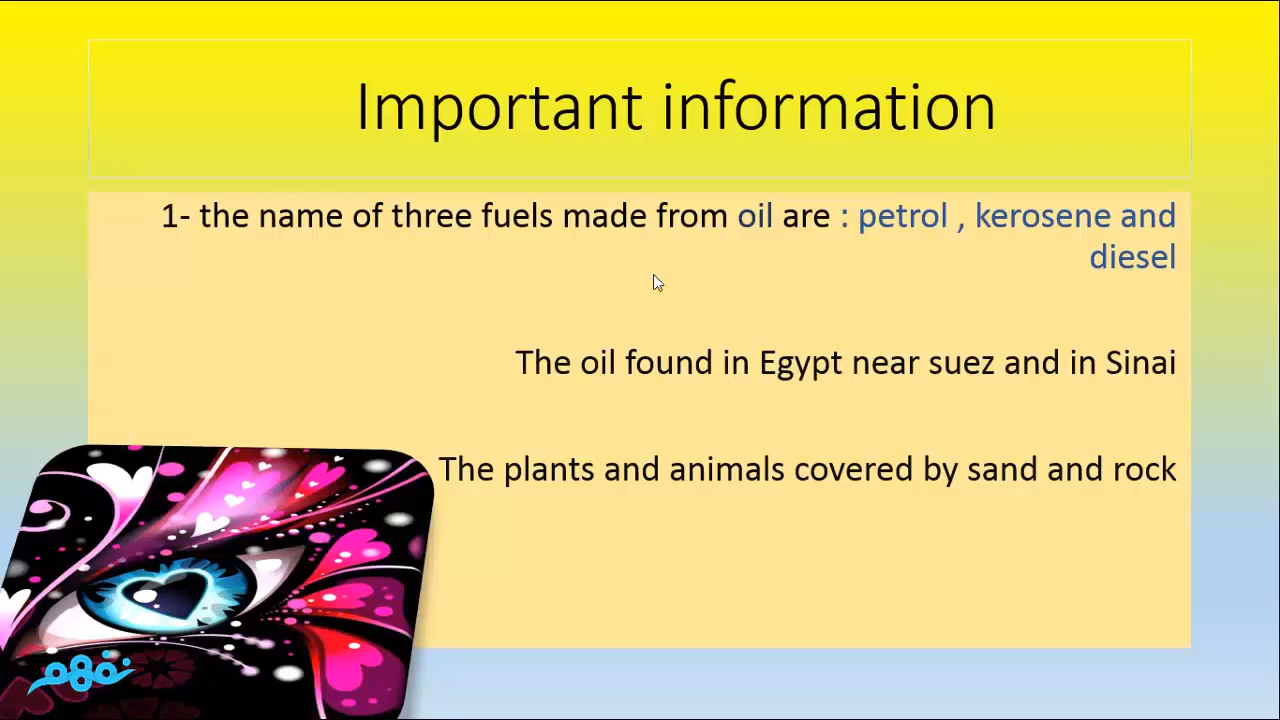 Important information
1- the name of three fuels made from oil are : petrol , kerosene and
diesel
The oil found in Egypt near suez and in Sinai
The plants and animals covered by sand and rock
نفهم